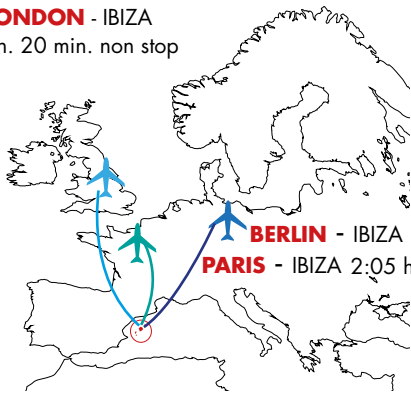 ONDON - IBIZA
h. 20 min. non stop
BERLIN - IBIZA
PARIS - IBIZA 2:05 h